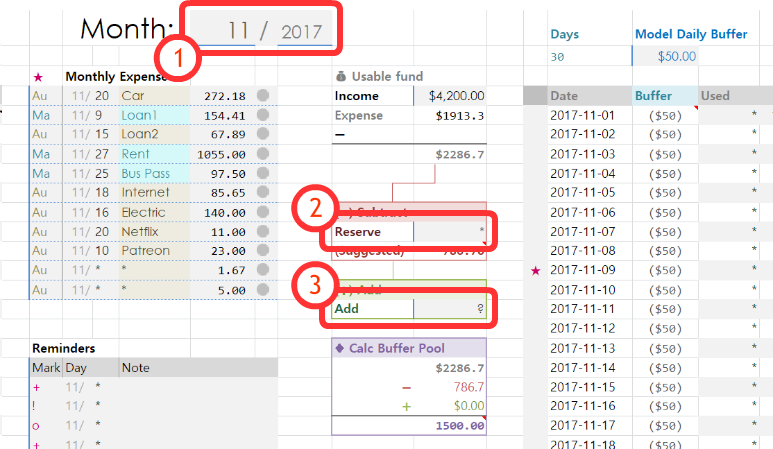 Month: 11 / 2017
1
Days Model Daily Buffer
30 $50.00
★ Monthly Expense
Au 11/ 20 Car 272.18
Ma 11/ 9 Loan1 154.41
Au 11/ 15 Loan2 67.89
Ma 11/ 27 Rent 1055.00
Ma 11/ 25 Bus Pass 97.50
Au 11/ 18 Internet 85.65
Au 11/ 16 Electric 140.00
Au 11/ 20 Netflix 11.00
Au 11/ 10 Patreon 23.00
Au 11/ * * 1.67
Au 11/ * * 5.00
Usable fund
Income $4,200.00
Expense $1913.3
—
$2286.7
2
Subtract
Reserve *
(Suggested)
3
Add
Add ?
◆ Calc Buffer Pool
$2286.7
— 786.7
+ $0.00
1500.00
Reminders
Mark Day Note
+ 11/ *
! 11/ *
o 11/ *
+ 11/ *
Date Buffer Used
2017-11-01 ($50) *
2017-11-02 ($50) *
2017-11-03 ($50) *
2017-11-04 ($50) *
2017-11-05 ($50) *
2017-11-06 ($50) *
2017-11-07 ($50) *
2017-11-08 ($50) *
★ 2017-11-09 ($50) *
2017-11-10 ($50) *
2017-11-11 ($50) *
2017-11-12 ($50) *
2017-11-13 ($50) *
2017-11-14 ($50) *
2017-11-15 ($50) *
2017-11-16 ($50) *
2017-11-17 ($50) *
2017-11-18 ($50) *